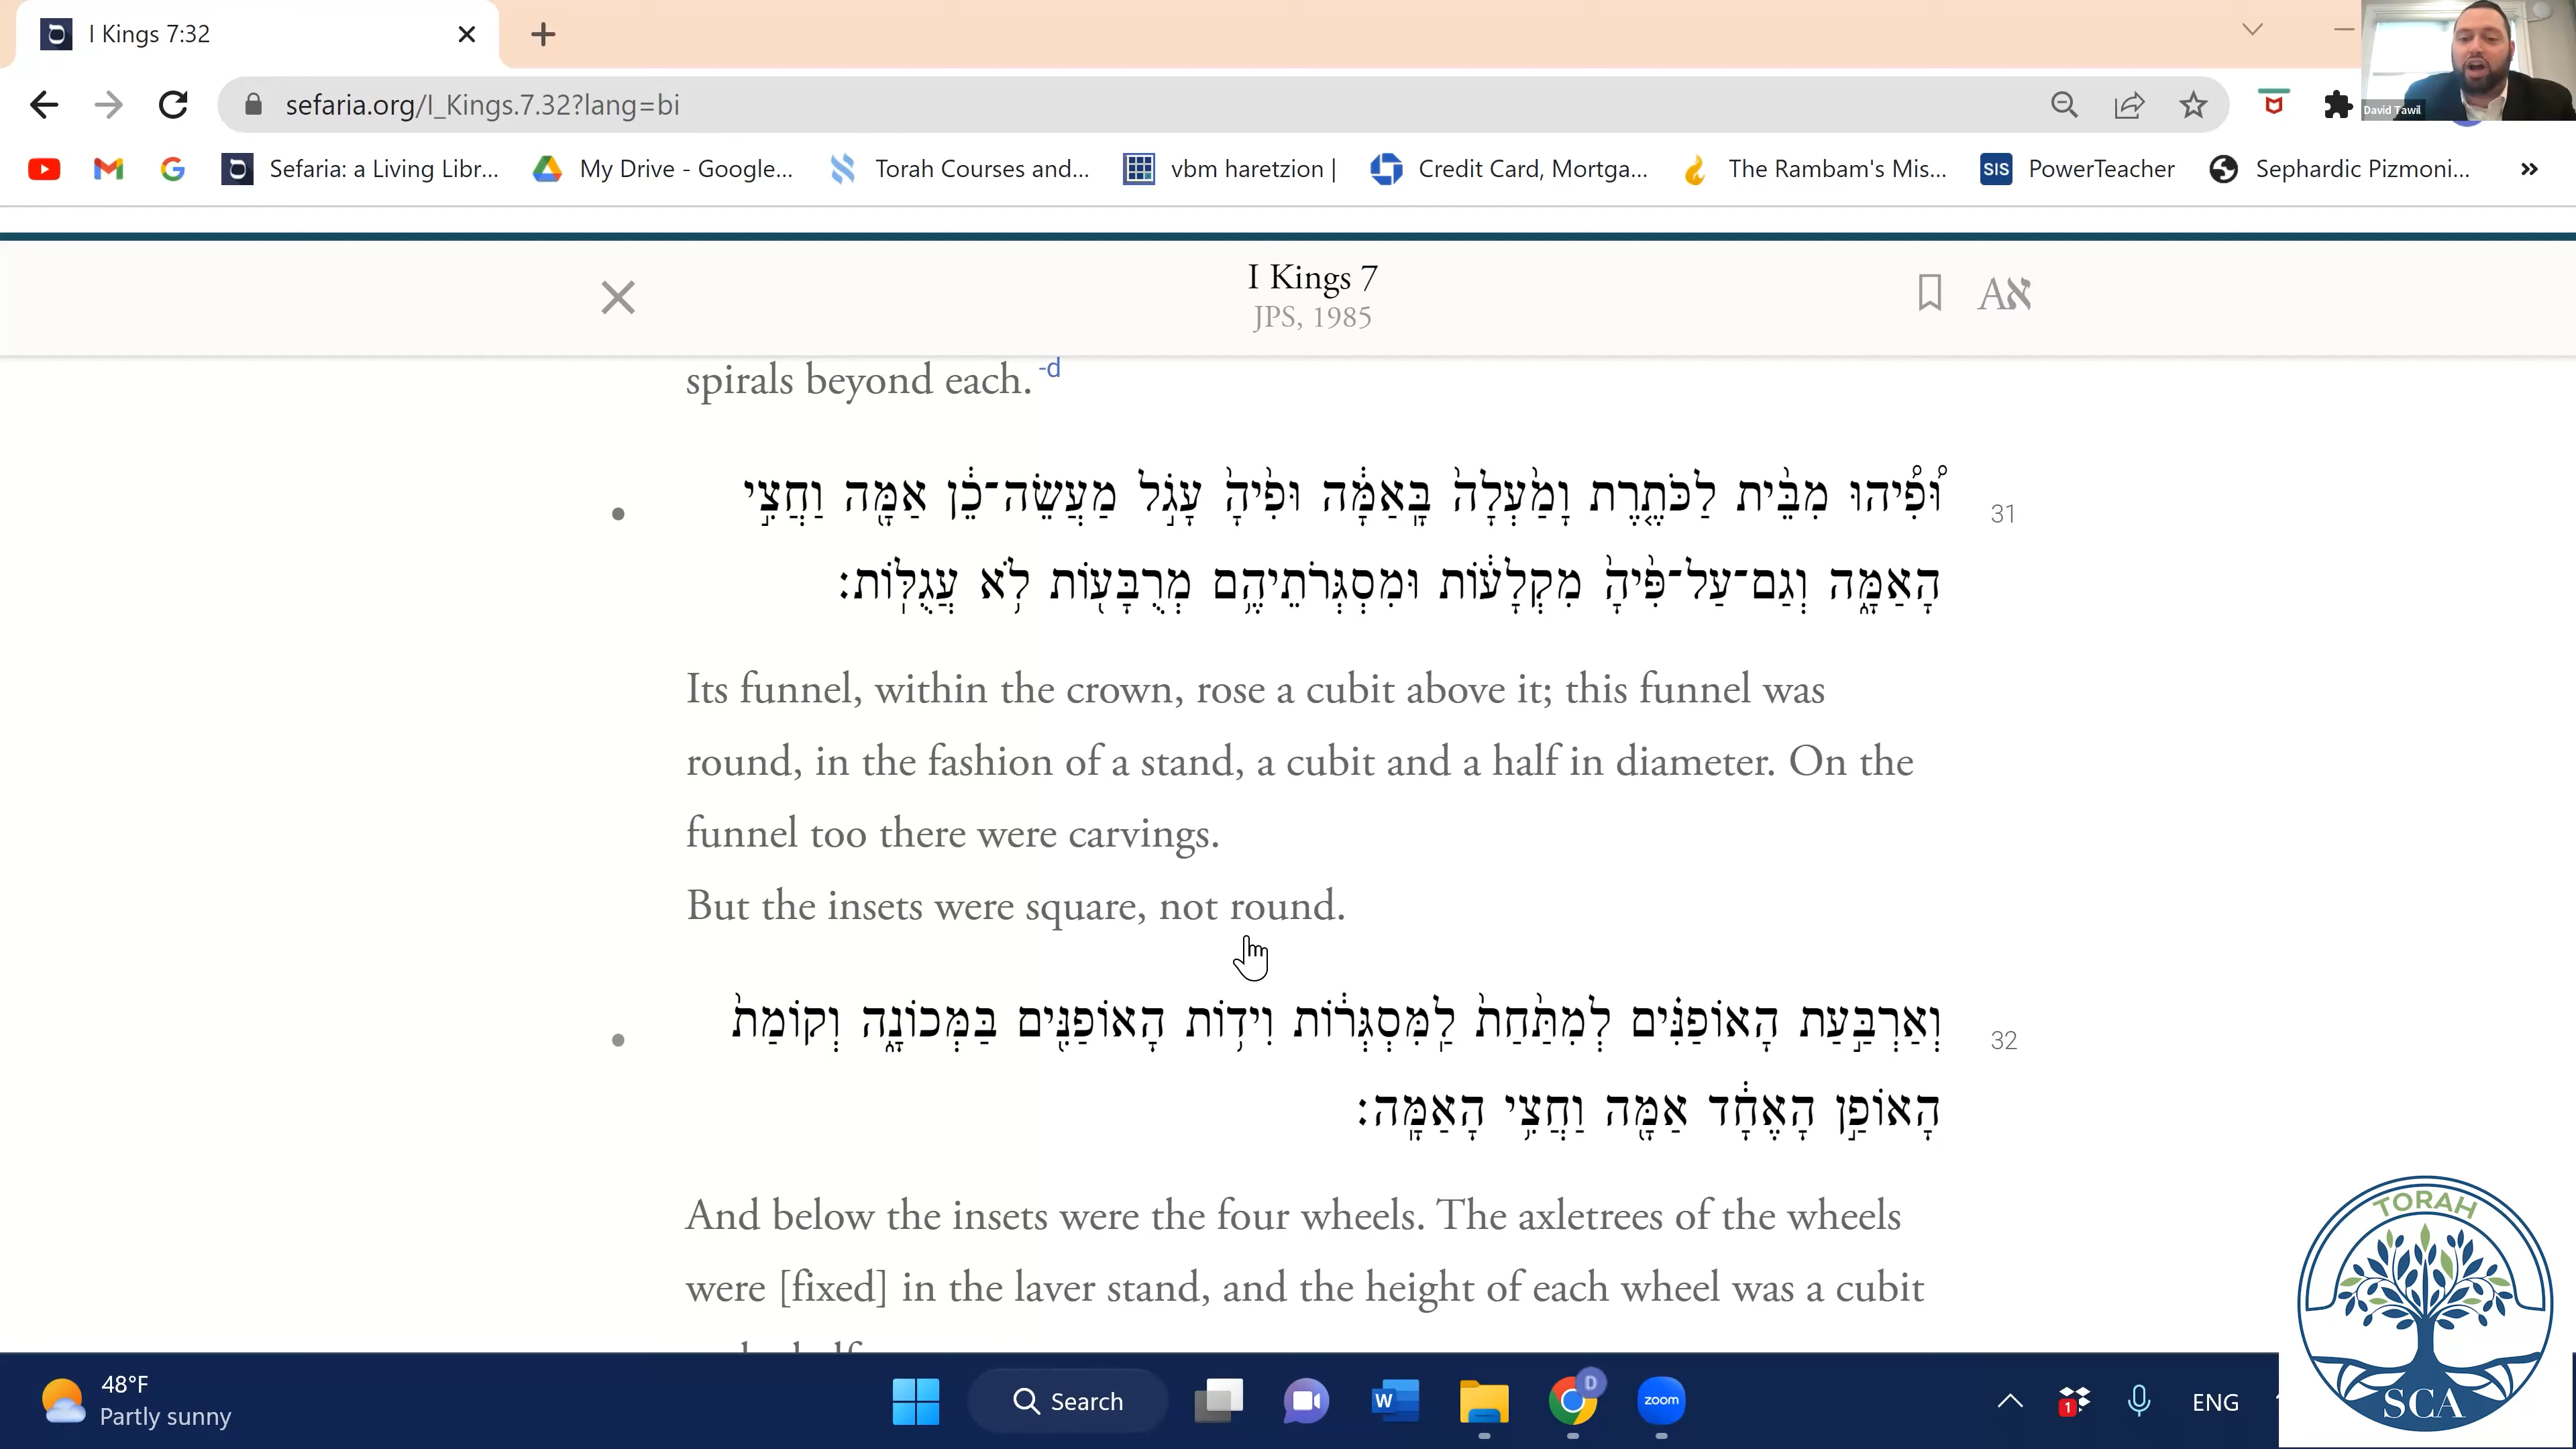 I Kings 7:32
sefaria.org/I_Kings.7.32?lang=bi
David Tawil
Sefaria: a Living Libr...
My Drive - Google...
Torah Courses and...
vbm haretzion |
Credit Card, Mortga...
The Rambam's Mis...
SIS
PowerTeacher
Sephardic Pizmoni...
I Kings 7
JPS, 1985
Aא
spirals beyond each. -d
וּ֠פִ֠יהוּ מִבֵּ֨ית לַכֹּתֶ֤רֶת וָמַ֙עְלָה֙ בָּֽאַמָּ֔ה וּפִ֙יהָ֙ עָגֹ֣ל מַעֲשֵׂה־כֵ֔ן אַמָּ֖ה וַחֲצִ֣י
31
הָאַמָּ֑ה וְגַם־עַל־פִּ֙יהָ֙ מִקְלָע֔וֹת וּמִסְגְּרֹתֵיהֶ֥ם מְרֻבָּע֖וֹת לֹ֥א עֲגֻלּֽוֹת׃
Its funnel, within the crown, rose a cubit above it; this funnel was
round, in the fashion of a stand, a cubit and a half in diameter. On the
funnel too there were carvings.
But the insets were square, not round.
וְאַרְבַּ֣עַת הָאוֹפַנִּ֗ים לְמִתַּ֙חַת֙ לַֽמִּסְגְּר֔וֹת וִיד֥וֹת הָאוֹפַנִּ֖ים בַּמְּכוֹנָ֑ה וְקוֹמַת֙
32
הָאוֹפַ֣ן הָאֶחָ֔ד אַמָּ֖ה וַחֲצִ֥י הָאַמָּֽה׃
And below the insets were the four wheels. The axletrees of the wheels
were [fixed] in the laver stand, and the height of each wheel was a cubit
TORAH
SCA
48°F
Partly sunny
Search
W
D
zoom
1
ENG